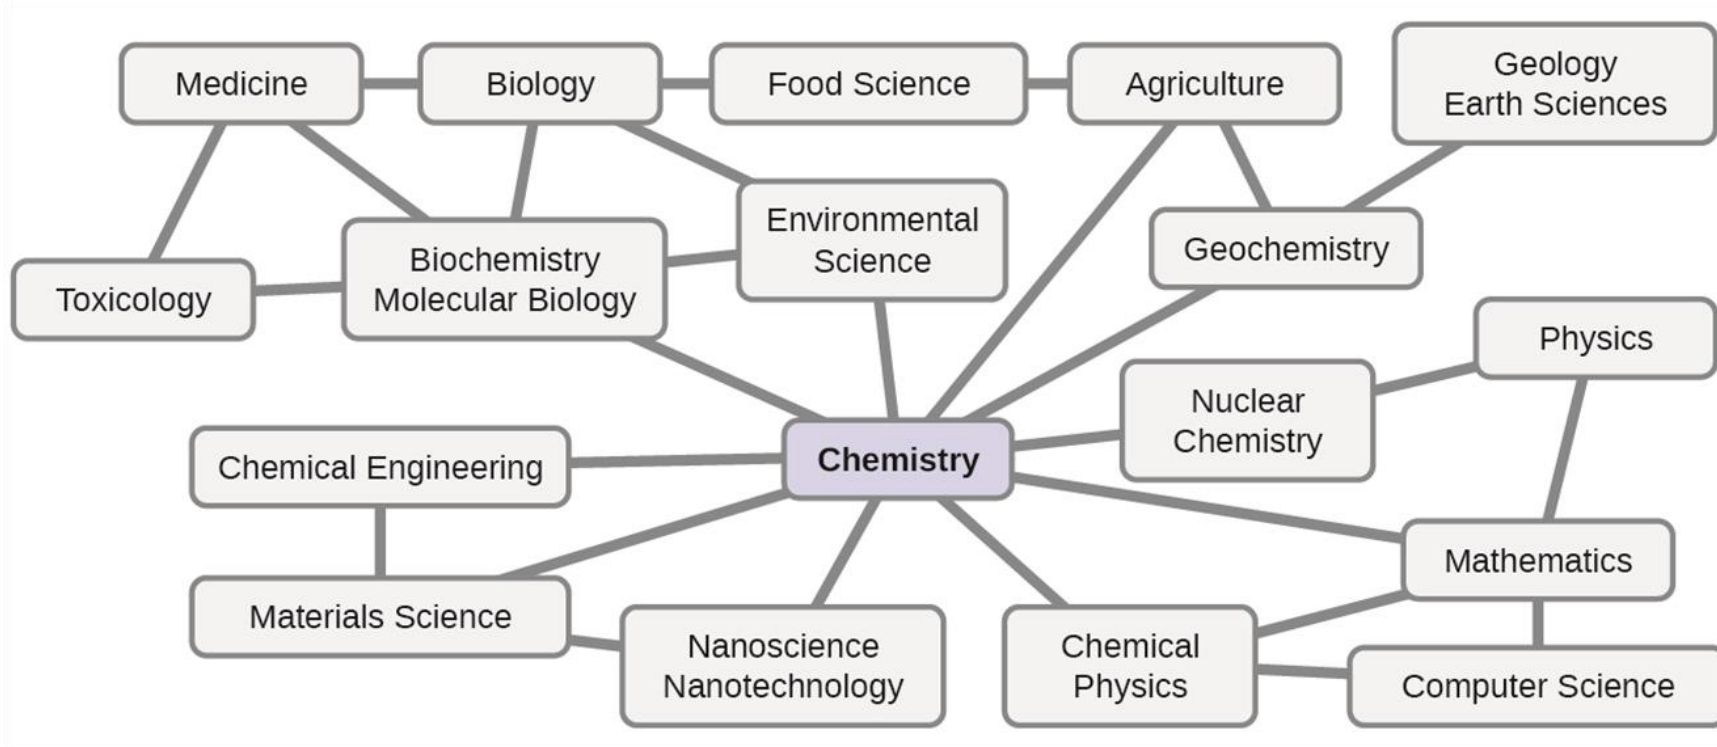 Medicine
Biology
Food Science
Agriculture
Geology
Earth Sciences
Environmental
Science
Geochemistry
Biochemistry
Molecular Biology
Toxicology
Physics
Nuclear
Chemistry
Chemical Engineering
Chemistry
Mathematics
Materials Science
Nanoscience
Nanotechnology
Chemical
Physics
Computer Science